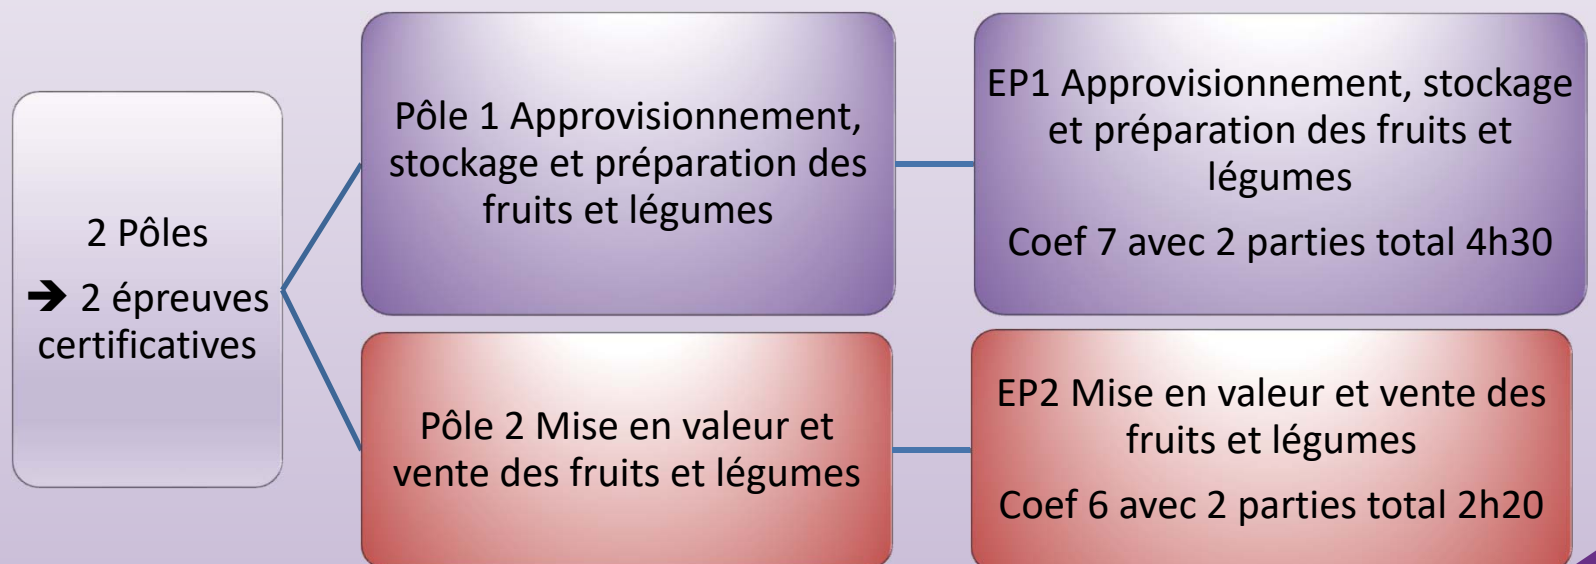 2 Pôles
➔ 2 épreuves
certificatives
Pôle 1 Approvisionnement,
stockage et préparation des
fruits et légumes
EP1 Approvisionnement, stockage
et préparation des fruits et
légumes
Coef 7 avec 2 parties total 4h30
Pôle 2 Mise en valeur et
vente des fruits et légumes
EP2 Mise en valeur et vente des
fruits et légumes
Coef 6 avec 2 parties total 2h20